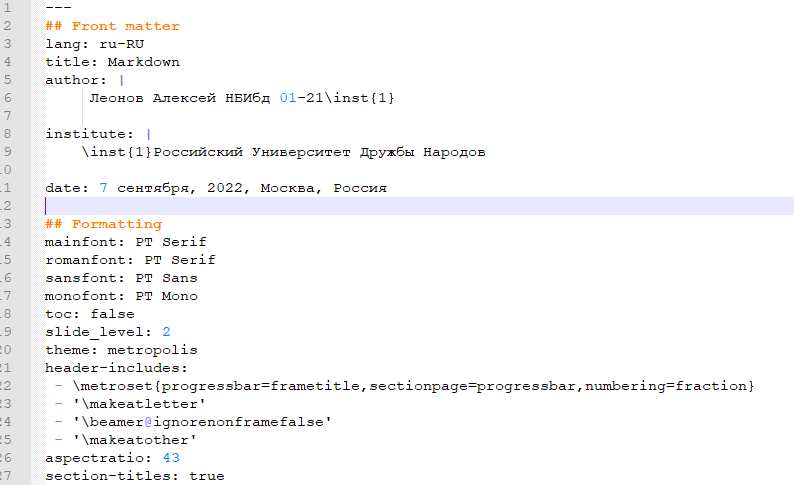 1 ---
2 ## Front matter
3 lang: ru-RU
4 title: Markdown
5 author: |
6 Леонов Алексей НБИбд 01-21\inst{1}
7
8 institute: |
9 \inst{1}Российский Университет Дружбы Народов
10
11 date: 7 сентября, 2022, Москва, Россия
12
13 ## Formatting
14 mainfont: PT Serif
15 romanfont: PT Serif
16 sansfont: PT Sans
17 monofont: PT Mono
18 toc: false
19 slide_level: 2
20 theme: metropolis
21 header-includes:
22 - \metroset{progressbar=frametitle,sectionpage=progressbar,numbering=fraction}
23 - '\makeatletter'
24 - '\beamer@ignorenonframefalse'
25 - '\makeatother'
26 aspectratio: 43
27 section-titles: true